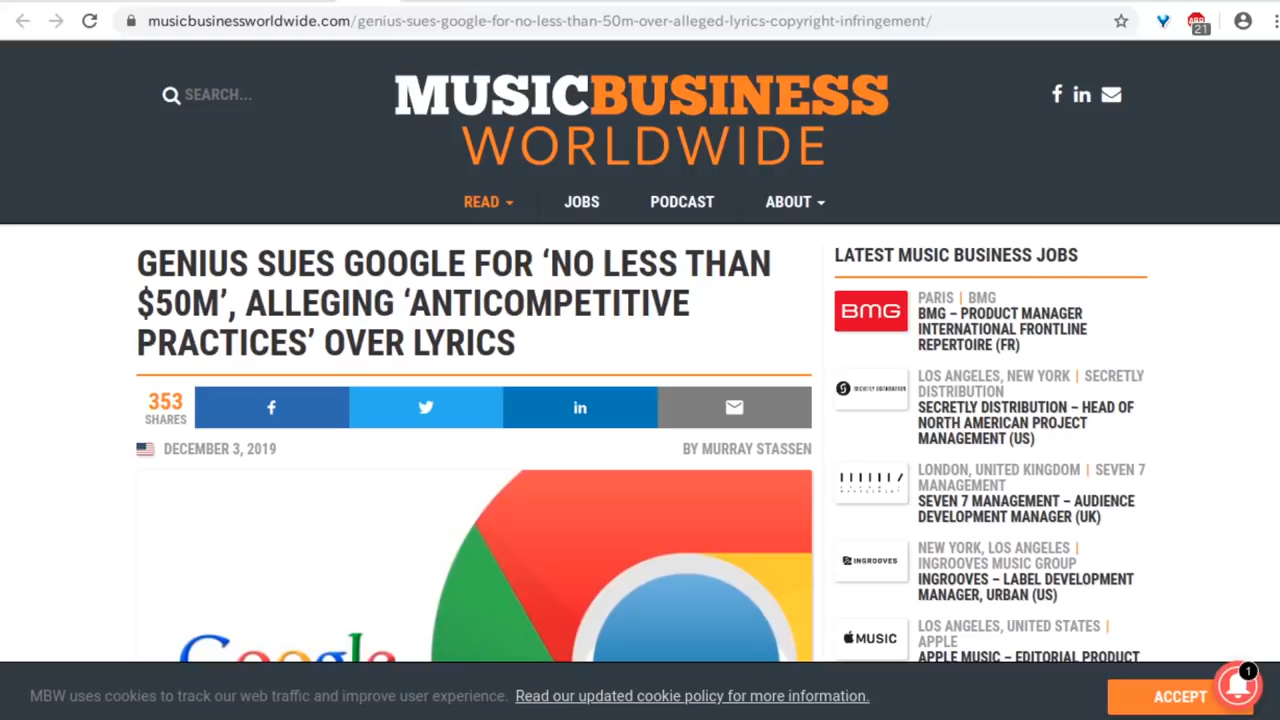 musicbusinessworldwide.com/genius-sues-google-for-no-less-than-50m-over-alleged-lyrics-copyright-infringement/
ABP
21
SEARCH...
MUSICBUSINESS
WORLDWIDE
READ
JOBS
PODCAST
ABOUT
GENIUS SUES GOOGLE FOR ‘NO LESS THAN
$50M’, ALLEGING ‘ANTICOMPETITIVE
PRACTICES’ OVER LYRICS
353
SHARES
DECEMBER 3, 2019
BY MURRAY STASSEN
Google
LATEST MUSIC BUSINESS JOBS
BMG
PARIS | BMG
BMG – PRODUCT MANAGER
INTERNATIONAL FRONTLINE
REPERTOIRE (FR)
SECRETLY DISTRIBUTION
LOS ANGELES, NEW YORK | SECRETLY
DISTRIBUTION
SECRETLY DISTRIBUTION – HEAD OF
NORTH AMERICAN PROJECT
MANAGEMENT (US)
LONDON, UNITED KINGDOM | SEVEN 7
MANAGEMENT
SEVEN 7 MANAGEMENT – AUDIENCE
DEVELOPMENT MANAGER (UK)
INGROOVES
NEW YORK, LOS ANGELES |
INGROOVES MUSIC GROUP
INGROOVES – LABEL DEVELOPMENT
MANAGER, URBAN (US)
MUSIC
LOS ANGELES, UNITED STATES |
APPLE
APPLE MUSIC – EDITORIAL PRODUCT
MBW uses cookies to track our web traffic and improve user experience. Read our updated cookie policy for more information.
ACCEPT
1